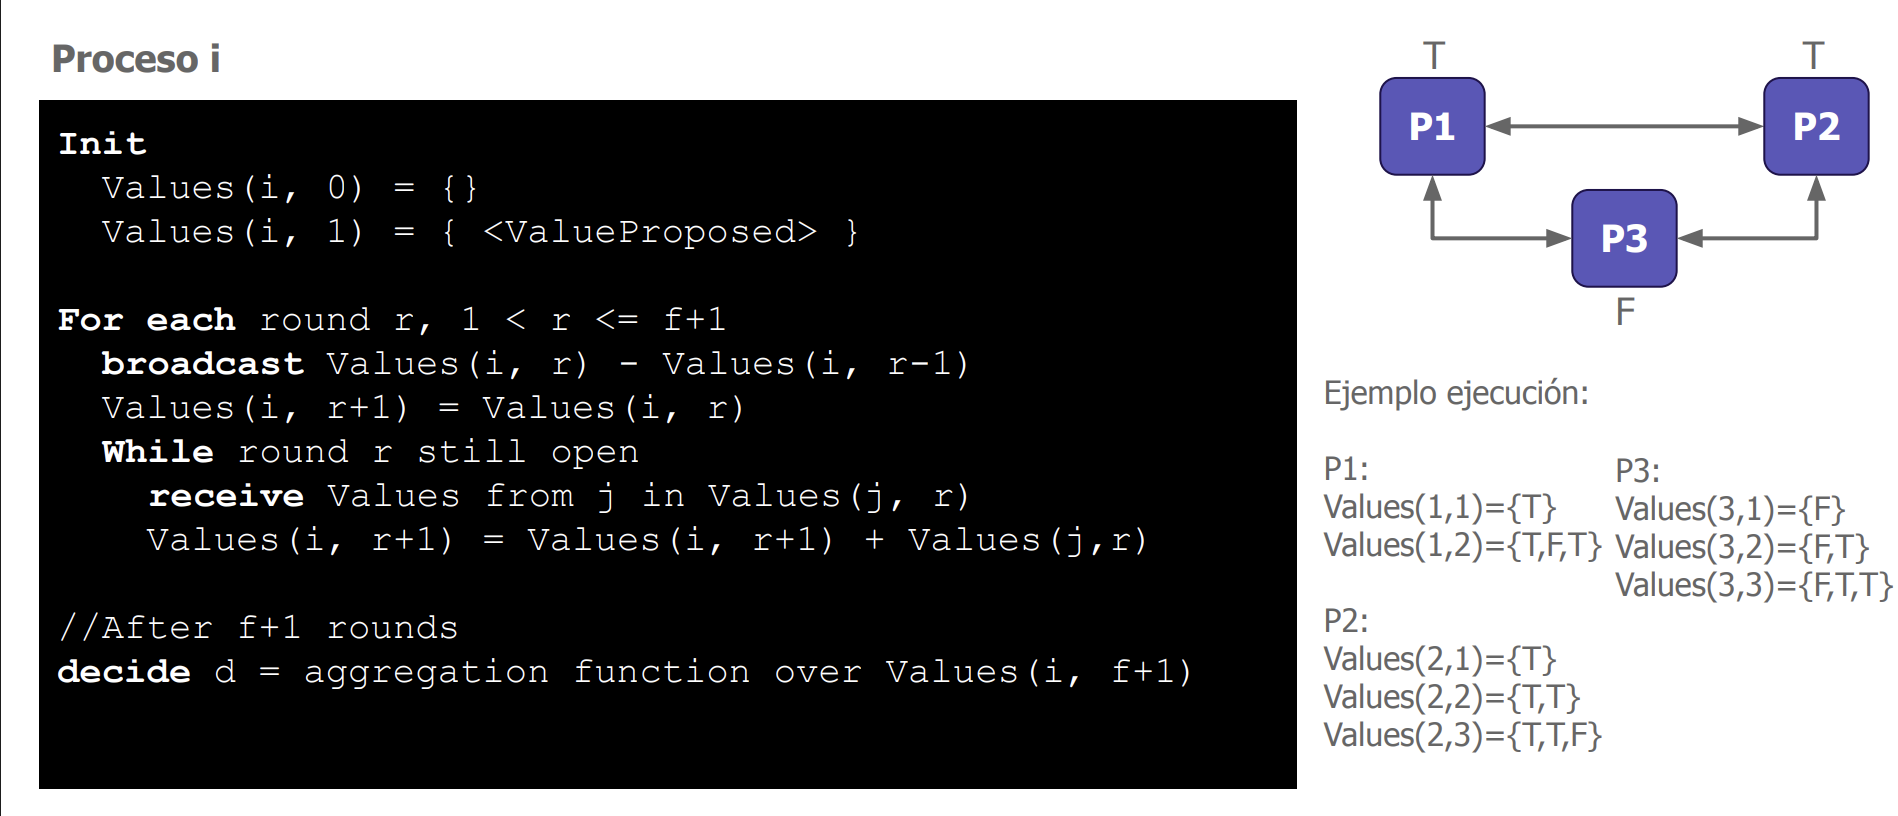 Proceso i
Init
Values(i, 0) = {}
Values(i, 1) = { <ValueProposed> }
For each round r, 1 < r <= f+1
broadcast Values(i, r) - Values(i, r-1)
Values(i, r+1) = Values(i, r)
While round r still open
receive Values from j in Values(j, r)
Values(i, r+1) = Values(i, r+1) + Values(j,r)
//After f+1 rounds
decide d = aggregation function over Values(i, f+1)
T
T
P1
P2
P3
F
Ejemplo ejecución:
P1:
Values(1,1)={T}
Values(1,2)={T,F,T}
P2:
Values(2,1)={T}
Values(2,2)={T,T}
Values(2,3)={T,T,F}
P3:
Values(3,1)={F}
Values(3,2)={F,T}
Values(3,3)={F,T,T}